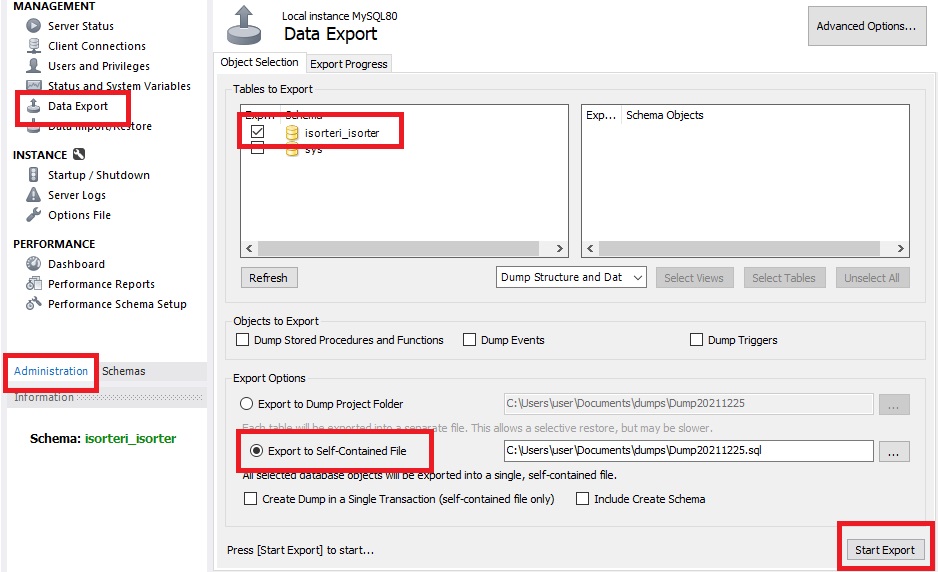 MANAGEMENT
Server Status
Client Connections
Users and Privileges
Status and System Variables
Data Export
Data Import/Restore
INSTANCE
Startup / Shutdown
Server Logs
Options File
PERFORMANCE
Dashboard
Performance Reports
Performance Schema Setup
Administration Schemas
Information
Schema: isorteri_isorter
Local instance MySQL80
Data Export
Advanced Options...
Object Selection Export Progress
Tables to Export
Exp... Schema
isorteri_isorter
sys
Exp... Schema Objects
Refresh
Dump Structure and Dat
Select Views
Select Tables
Unselect All
Objects to Export
Dump Stored Procedures and Functions
Dump Events
Dump Triggers
Export Options
Export to Dump Project Folder
C:\Users\user\Documents\dumps\Dump20211225
...
Each table will be exported into a separate file. This allows a selective restore, but may be slower.
Export to Self-Contained File
C:\Users\user\Documents\dumps\Dump20211225.sql
...
All selected database objects will be exported into a single, self-contained file.
Create Dump in a Single Transaction (self-contained file only)
Include Create Schema
Press [Start Export] to start...
Start Export